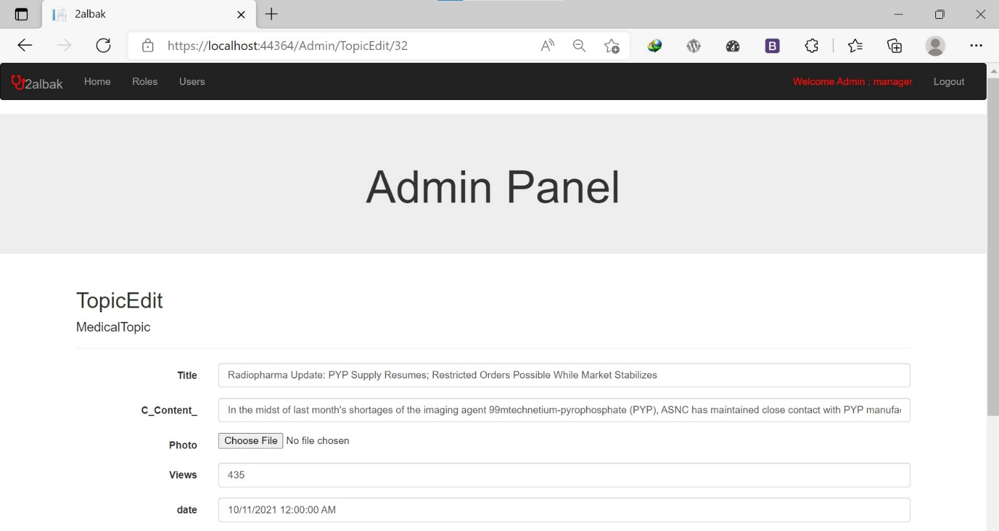 2albak
https://localhost:44364/Admin/TopicEdit/32
2albak Home Roles Users Welcome Admin : manager Logout
Admin Panel
TopicEdit
MedicalTopic
Title Radiopharma Update: PYP Supply Resumes; Restricted Orders Possible While Market Stabilizes
C_Content_ In the midst of last month's shortages of the imaging agent 99mtechnetium-pyrophosphate (PYP), ASNC has maintained close contact with PYP manufa
Photo Choose File No file chosen
Views 435
date 10/11/2021 12:00:00 AM